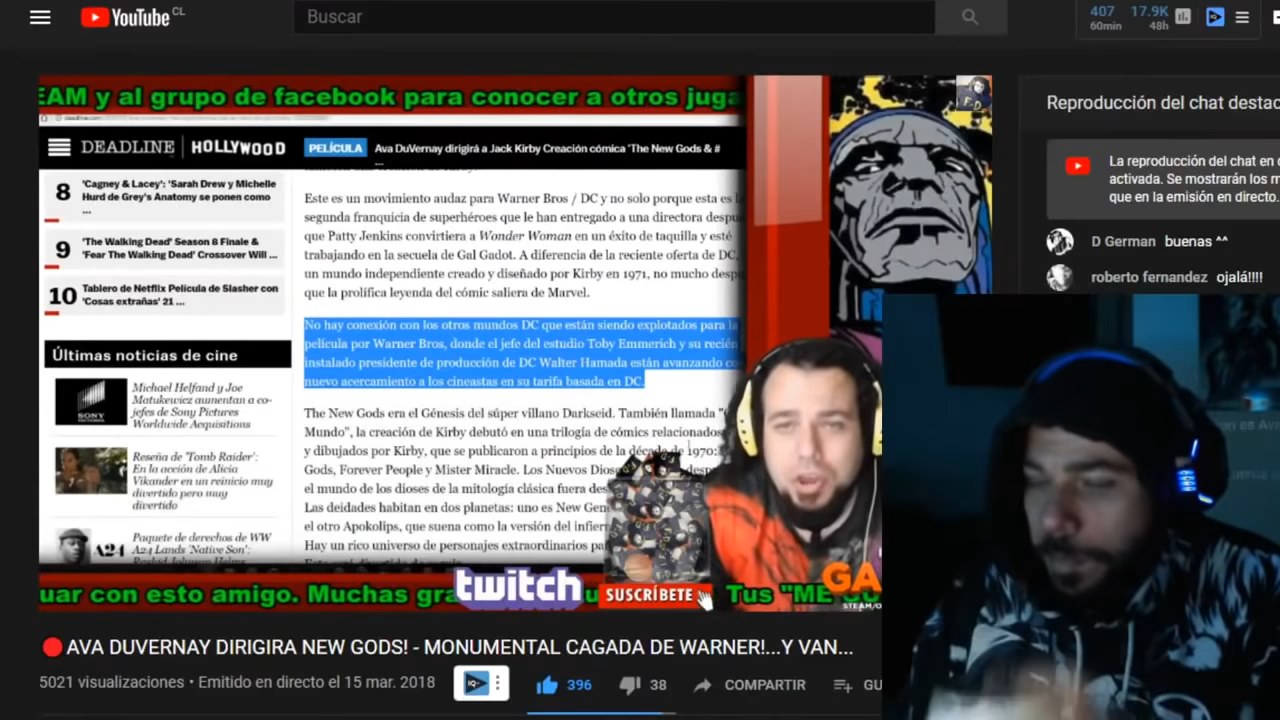 YouTube CL
Buscar
407
60min
17.9K
48h
EAM y al grupo de facebook para conocer a otros juga
DEADLINE | HOLLYWOOD
PELÍCULA
Ava DuVernay dirigirá a Jack Kirby Creación cómica 'The New Gods & #
...
8
'Cagney & Lacey': 'Sarah Drew y Michelle
Hurd de Grey's Anatomy se ponen como
...
9
'The Walking Dead' Season 8 Finale &
'Fear The Walking Dead' Crossover Will ...
10
Tablero de Netflix Película de Slasher con
'Cosas extrañas' 21 ...
Últimas noticias de cine
SONY
Michael Helfand y Joe
Matukewicz aumentan a co-
jefes de Sony Pictures
Worldwide Acquisitions
Reseña de 'Tomb Raider':
En la acción de Alicia
Vikander en un reinicio muy
divertido pero muy
divertido
A24
Paquete de derechos de WW
A24 Lands 'Native Son':
Este es un movimiento audaz para Warner Bros / DC y no solo porque esta es l
segunda franquicia de superhéroes que le han entregado a una directora despu
que Patty Jenkins convirtiera a Wonder Woman en un éxito de taquilla y esté
trabajando en la secuela de Gal Gadot. A diferencia de la reciente oferta de DC,
un mundo independiente creado y diseñado por Kirby en 1971, no mucho desp
que la prolífica leyenda del cómic saliera de Marvel.
No hay conexión con los otros mundos DC que están siendo explotados para la
película por Warner Bros, donde el jefe del estudio Toby Emmerich y su recién
instalado presidente de producción de DC Walter Hamada están avanzando co
nuevo acercamiento a los cineastas en su tarifa basada en DC.
The New Gods era el Génesis del súper villano Darkseid. También llamada "
Mundo", la creación de Kirby debutó en una trilogía de cómics relacionados
y dibujados por Kirby, que se publicaron a principios de la década de 1970:
Gods, Forever People y Mister Miracle. Los Nuevos Diose desp
el mundo de los dioses de la mitología clásica fuera des
Las deidades habitan en dos planetas: uno es New Gen
el otro Apokolips, que suena como la versión del infier
Hay un rico universo de personajes extraordinarios pa
uar con esto amigo. Muchas gra
twitch
SUSCRÍBETE
Tus "ME GU
GA
STEAM/O
AVA DUVERNAY DIRIGIRA NEW GODS! - MONUMENTAL CAGADA DE WARNER!...Y VAN...
5021 visualizaciones • Emitido en directo el 15 mar. 2018
396
38
COMPARTIR
GU
Reproducción del chat destac
La reproducción del chat en d
activada. Se mostrarán los m
que en la emisión en directo.
D German buenas ^^
roberto fernandez ojalá!!!!